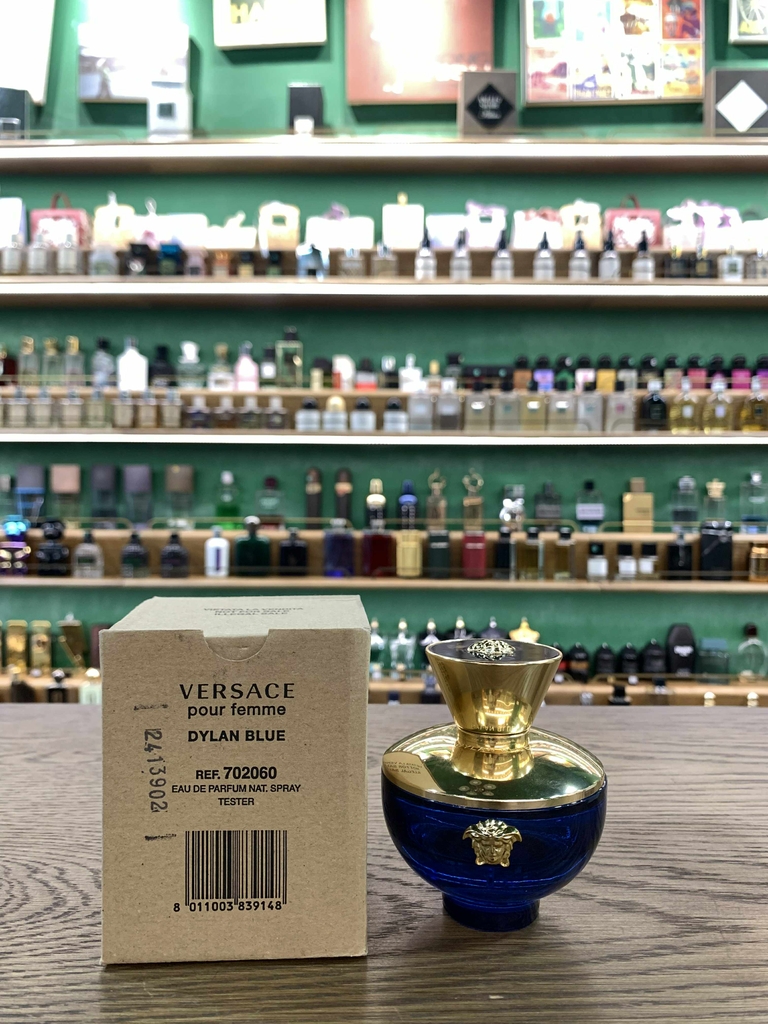 VERSACE
pour femme
DYLAN BLUE
REF. 702060
EAU DE PARFUM NAT. SPRAY
TESTER
2413902
8 011003 839148